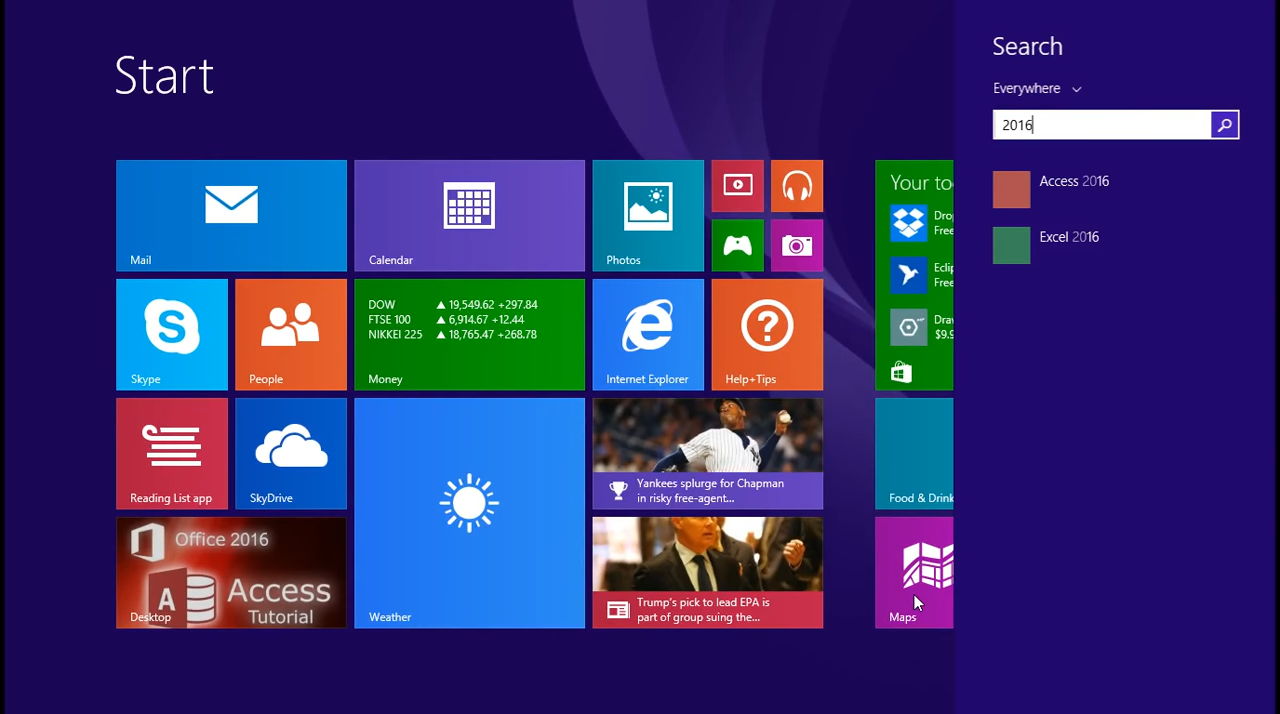 Start
Mail
Calendar
Photos
Skype
People
DOW ▲ 19,549.62 +297.84
FTSE 100 ▲ 6,914.67 +12.44
NIKKEI 225 ▲ 18,765.47 +268.78
Money
Internet Explorer
Help+Tips
Reading List app
SkyDrive
Office 2016
Access
Tutorial
Desktop
Weather
Yankees splurge for Chapman
in risky free-agent...
Trump's pick to lead EPA is
part of group suing the...
Your to
Drop
Free
Eclip
Free
Draw
$9.9
Food & Drink
Maps
Search
Everywhere
2016
Access 2016
Excel 2016